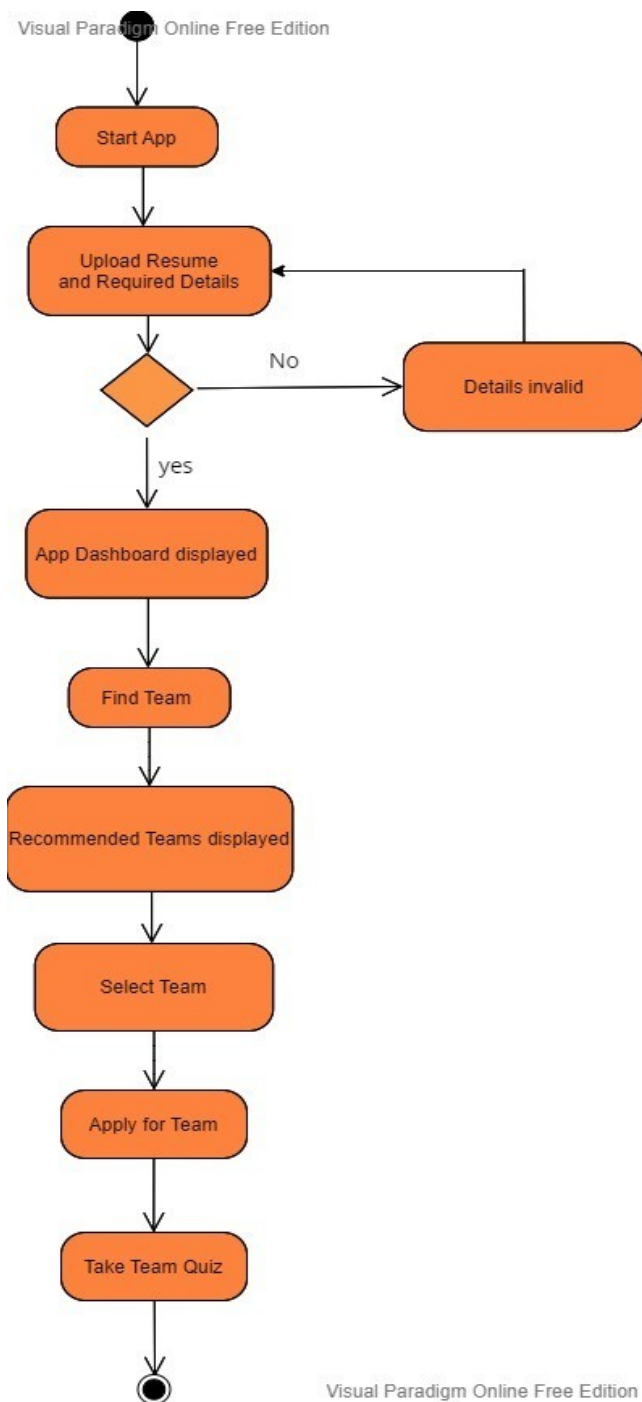 Visual Paradigm Online Free Edition
Start App
Upload Resume
and Required Details
No
Details invalid
yes
App Dashboard displayed
Find Team
Recommended Teams displayed
Select Team
Apply for Team
Take Team Quiz
Visual Paradigm Online Free Edition